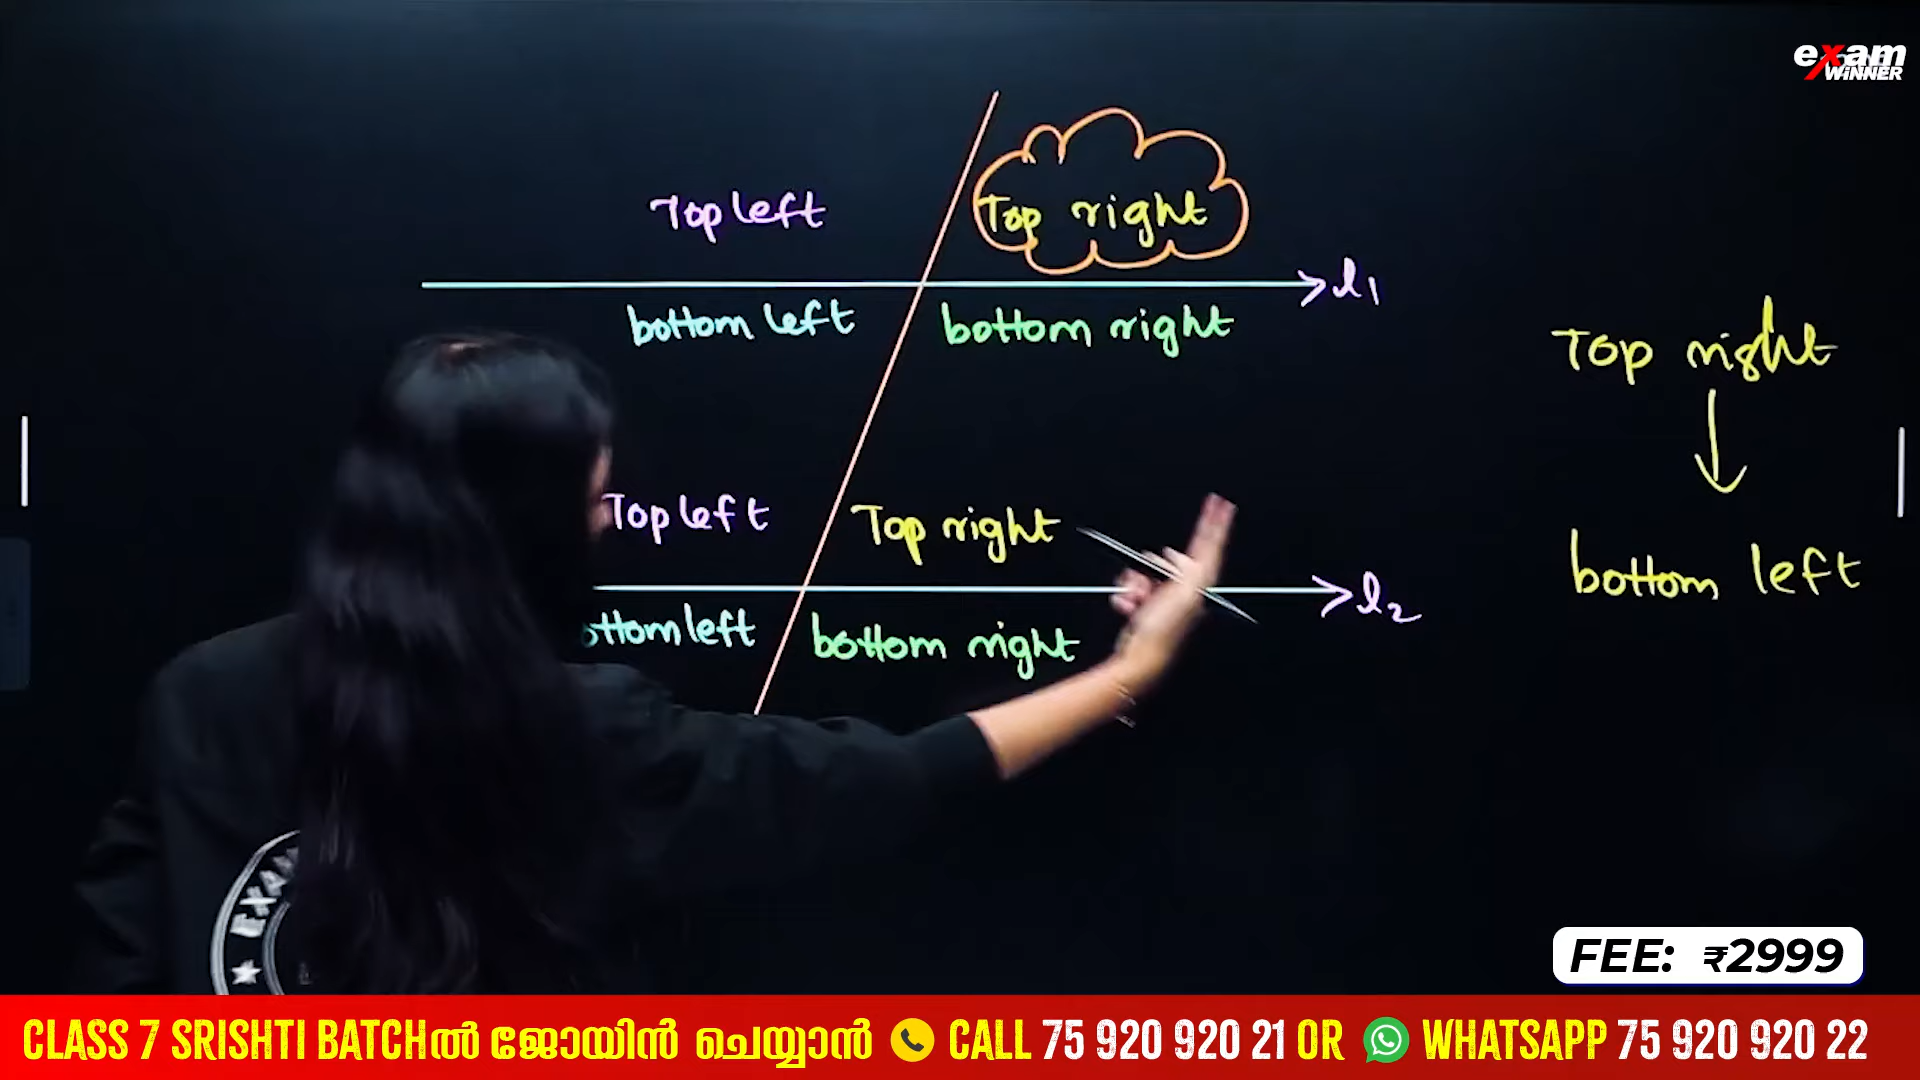 exam
WINNER
Top left
Top right
l1
bottom left
bottom right
Top right
bottom left
Top left
Top right
l2
ottom left
bottom right
EXAM
FEE: ₹2999
CLASS 7 SRISHTI BATCHൽ ജോയിൻ ചെയ്യാൻ CALL 75 920 920 21 OR WHATSAPP 75 920 920 22